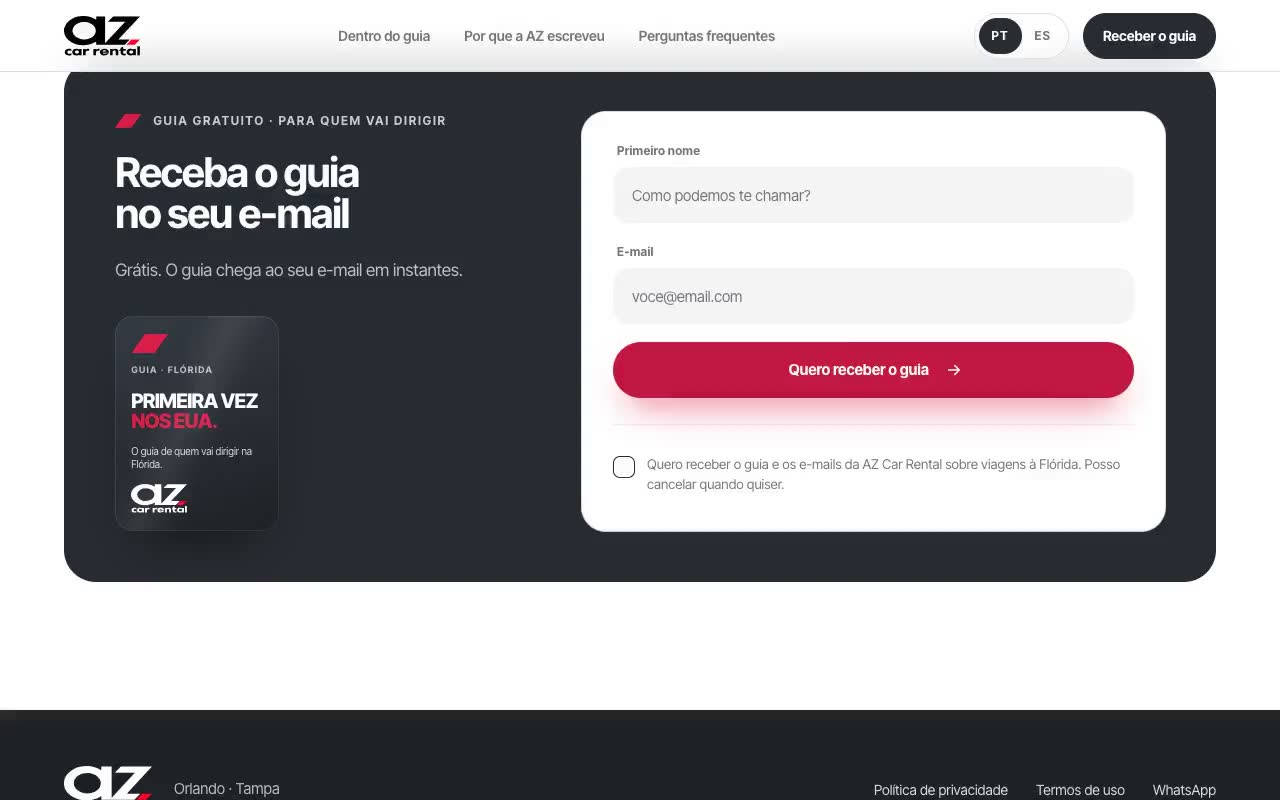 az
car rental
Dentro do guia
Por que a AZ escreveu
Perguntas frequentes
PT
ES
Receber o guia
GUIA GRATUITO · PARA QUEM VAI DIRIGIR
Receba o guia
no seu e-mail
Grátis. O guia chega ao seu e-mail em instantes.
GUIA · FLÓRIDA
PRIMEIRA VEZ
NOS EUA.
O guia de quem vai dirigir na
Flórida.
az
car rental
Primeiro nome
Como podemos te chamar?
E-mail
voce@email.com
Quero receber o guia →
Quero receber o guia e os e-mails da AZ Car Rental sobre viagens à Flórida. Posso
cancelar quando quiser.
az
Orlando · Tampa
Política de privacidade
Termos de uso
WhatsApp